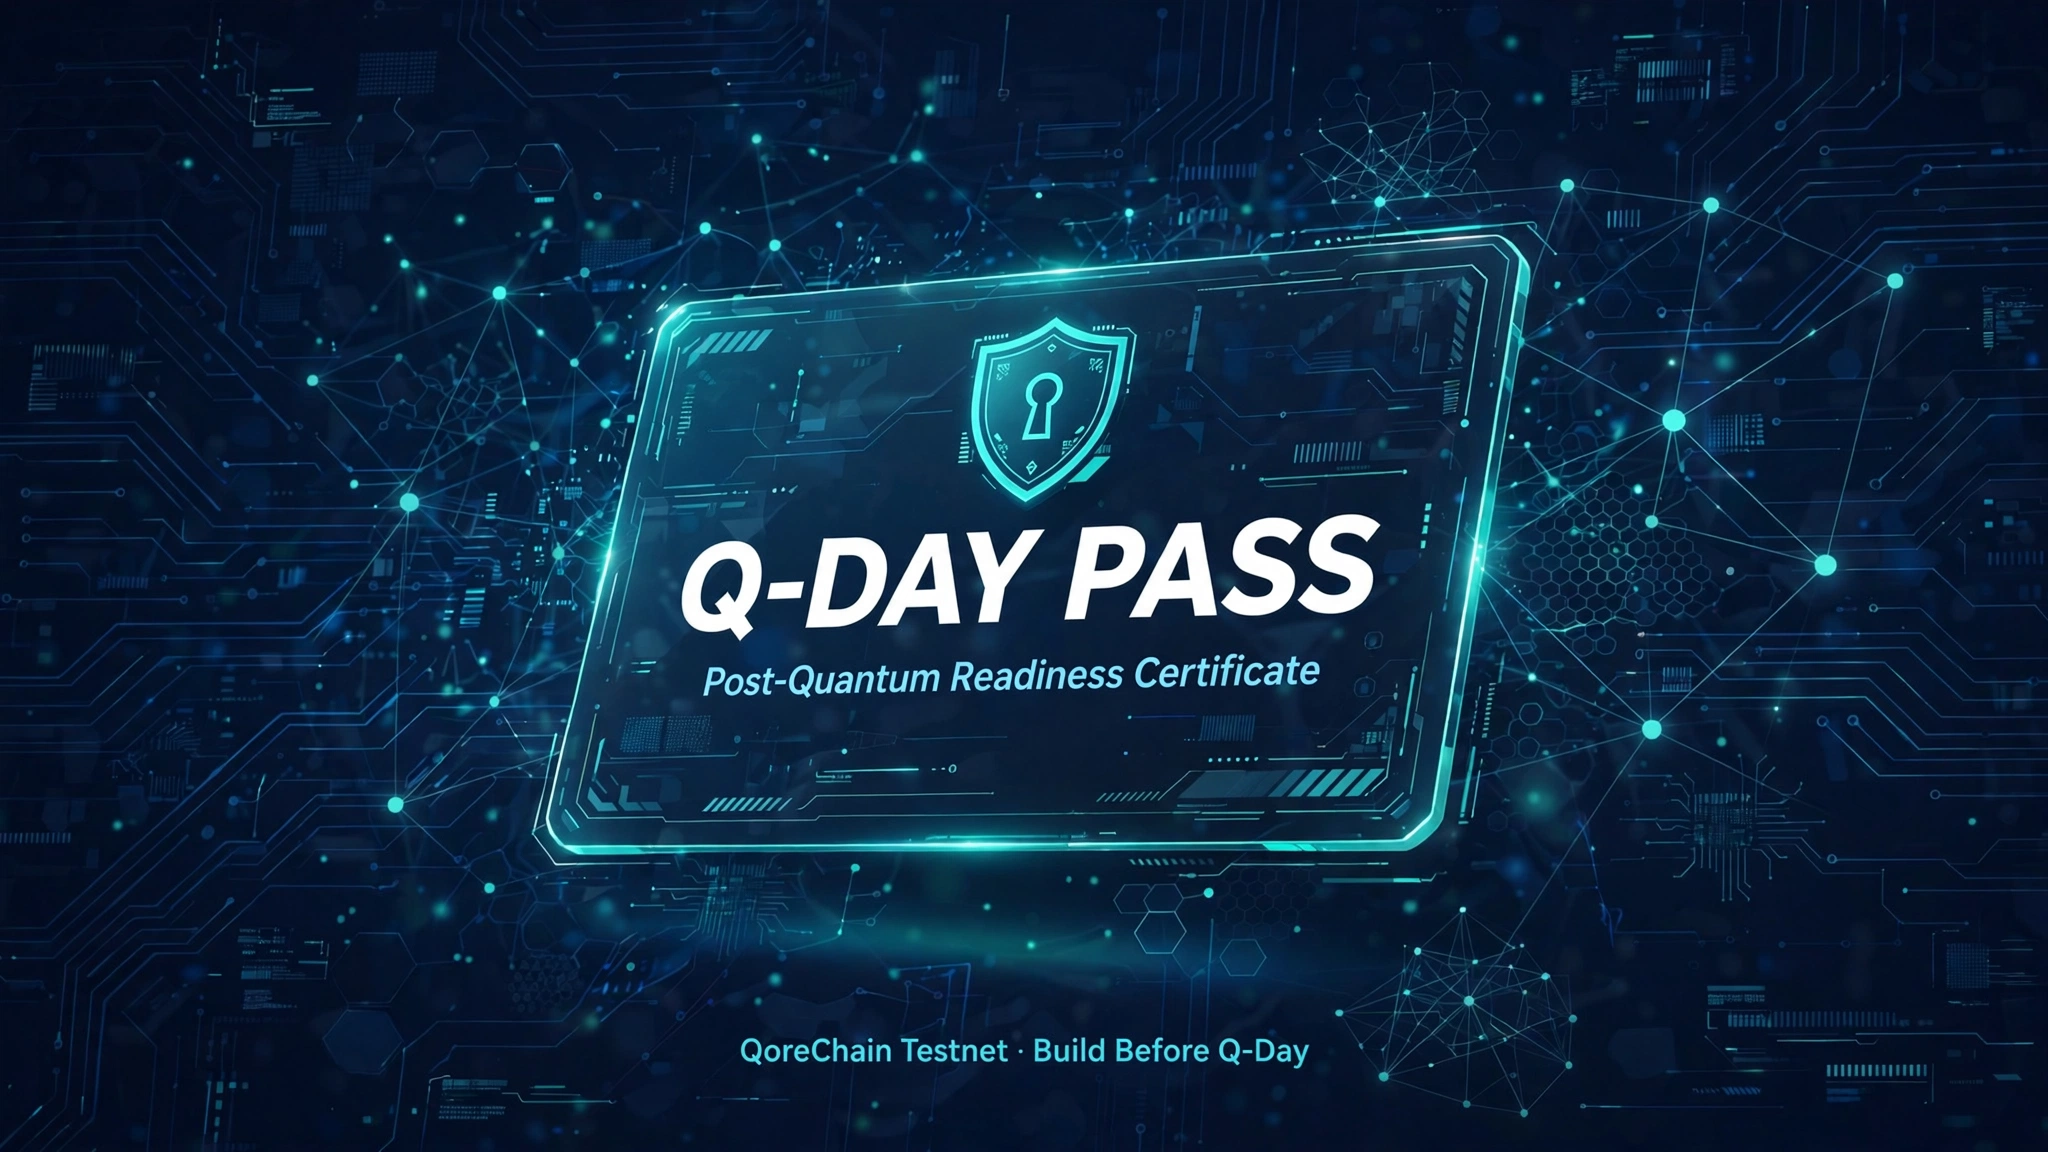 Q-DAY PASS
Post-Quantum Readiness Certificate
QoreChain Testnet · Build Before Q-Day